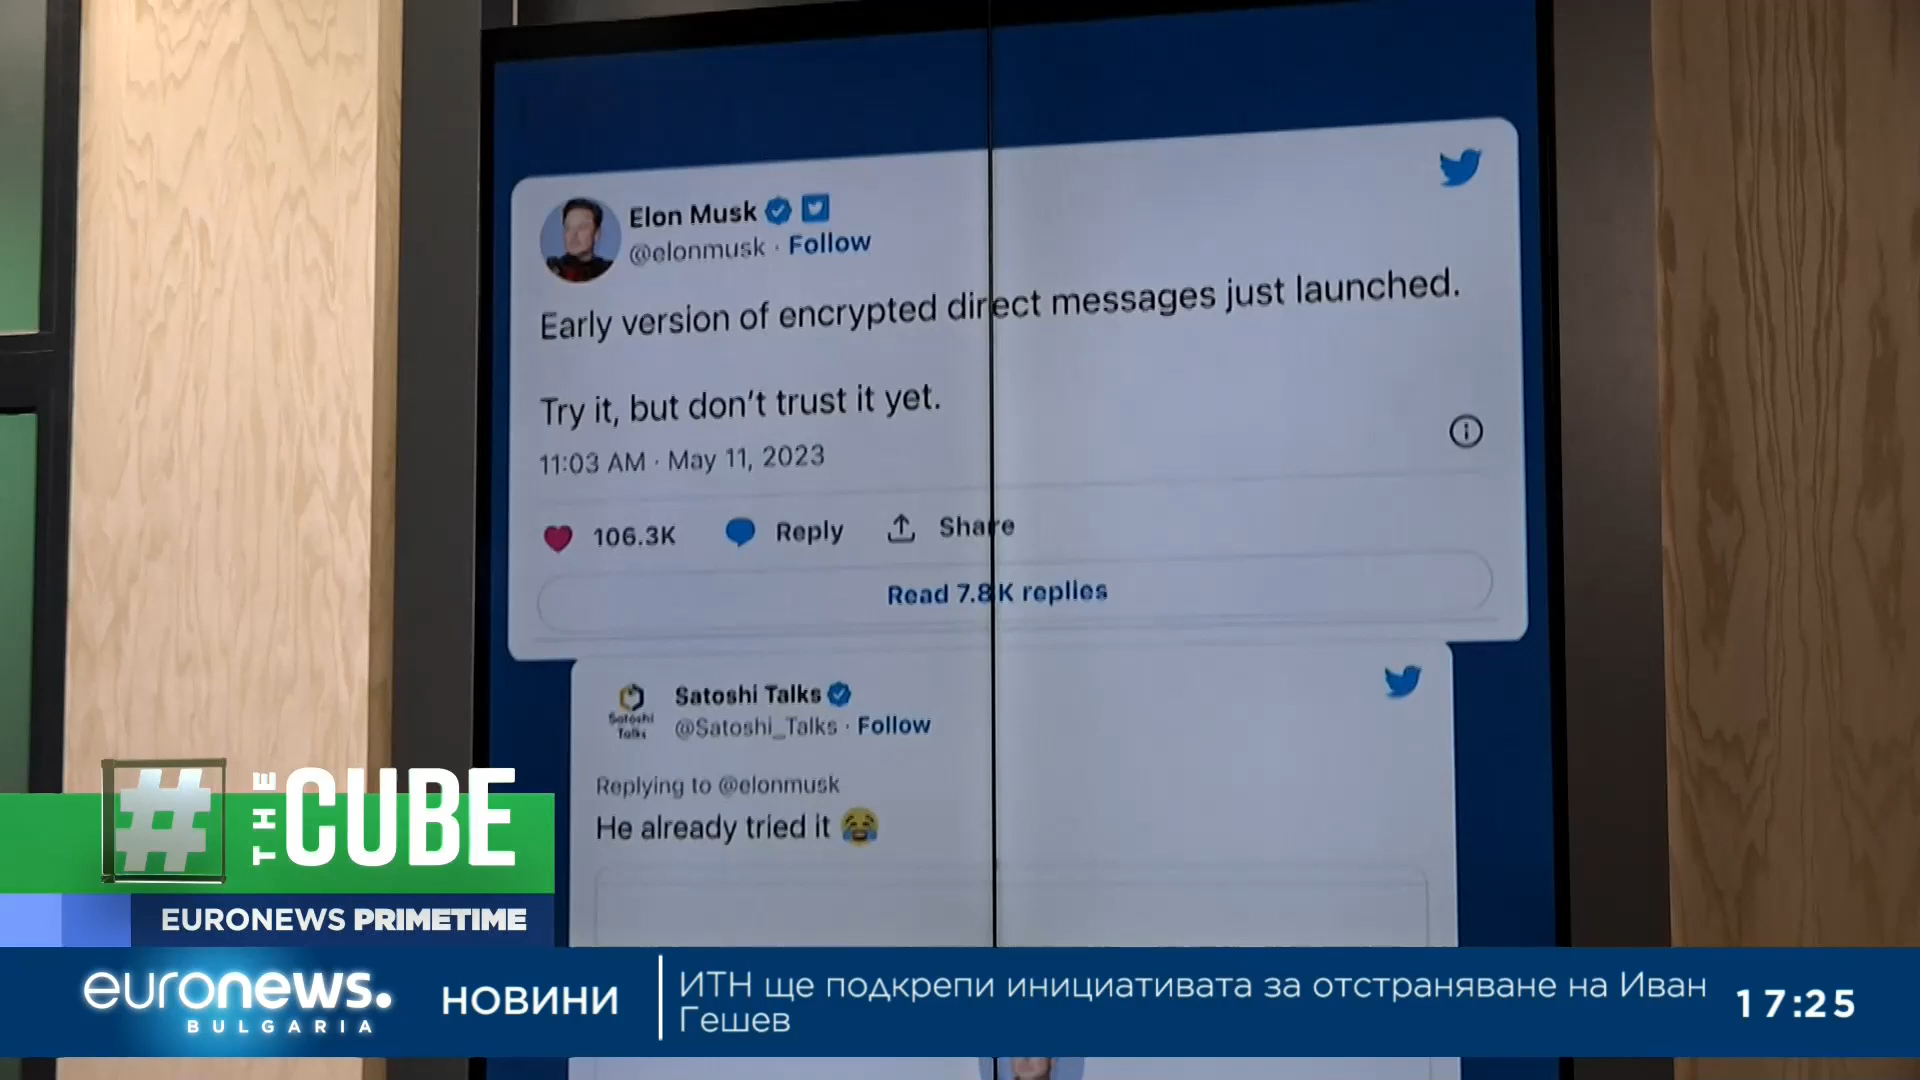 Elon Musk
@elonmusk · Follow
Early version of encrypted direct messages just launched.
Try it, but don't trust it yet.
11:03 AM · May 11, 2023
106.3K Reply Share
Read 7.8K replies
Satoshi Talks
Satoshi
Talks
@Satoshi_Talks · Follow
Replying to @elonmusk
He already tried it 😂
# THE CUBE
EURONEWS PRIMETIME
euronews.
BULGARIA
НОВИНИ
ИТН ще подкрепи инициативата за отстраняване на Иван
Гешев
17:25